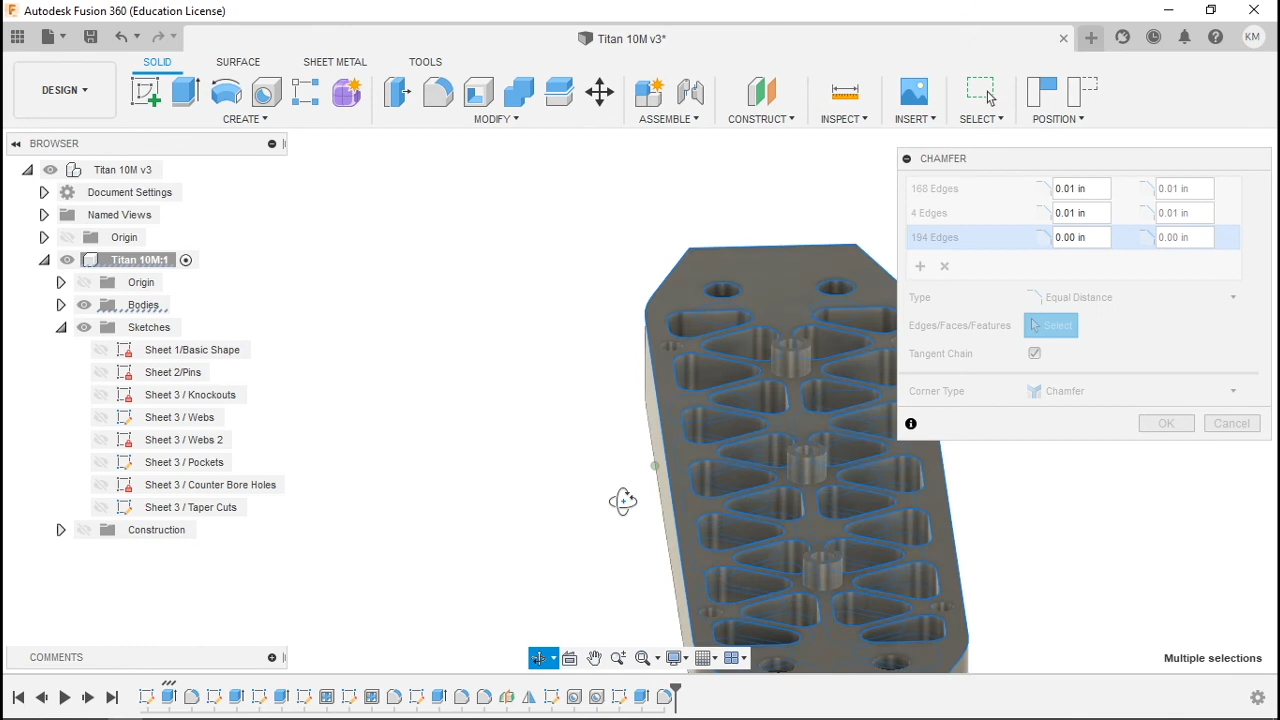 Autodesk Fusion 360 (Education License)
Titan 10M v3*
KM
SOLID SURFACE SHEET METAL TOOLS
DESIGN
CREATE MODIFY ASSEMBLE CONSTRUCT INSPECT INSERT SELECT POSITION
BROWSER
Titan 10M v3
Document Settings
Named Views
Origin
Titan 10M:1
Origin
Bodies
Sketches
Sheet 1/Basic Shape
Sheet 2/Pins
Sheet 3 / Knockouts
Sheet 3 / Webs
Sheet 3 / Webs 2
Sheet 3 / Pockets
Sheet 3 / Counter Bore Holes
Sheet 3 / Taper Cuts
Construction
CHAMFER
168 Edges 0.01 in 0.01 in
4 Edges 0.01 in 0.01 in
194 Edges 0.00 in 0.00 in
Type Equal Distance
Edges/Faces/Features Select
Tangent Chain
Corner Type Chamfer
OK Cancel
COMMENTS
Multiple selections